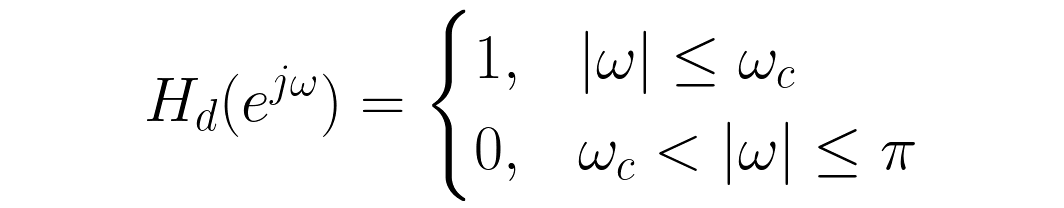 H_d(e^{jω}) = { 1, |ω| ≤ ω_c
0, ω_c < |ω| ≤ π